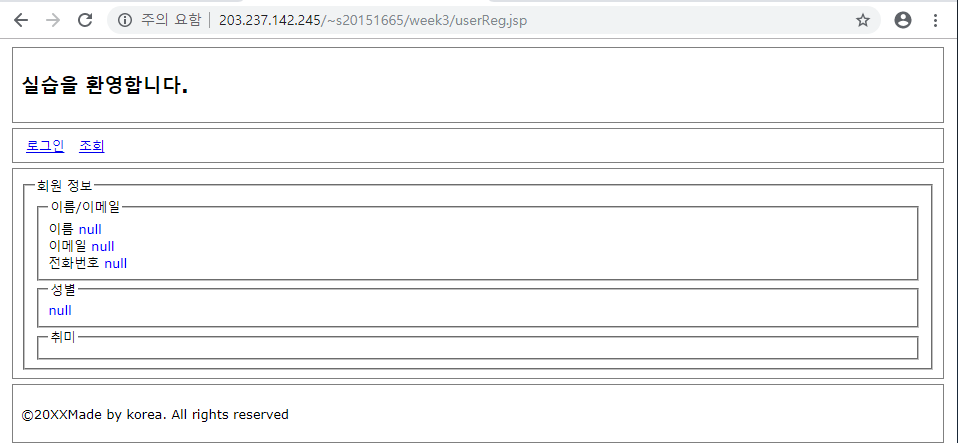 주의 요함 203.237.142.245/~s20151665/week3/userReg.jsp
실습을 환영합니다.
로그인 조회
회원 정보
이름/이메일
이름 null
이메일 null
전화번호 null
성별
null
취미
©20XXMade by korea. All rights reserved